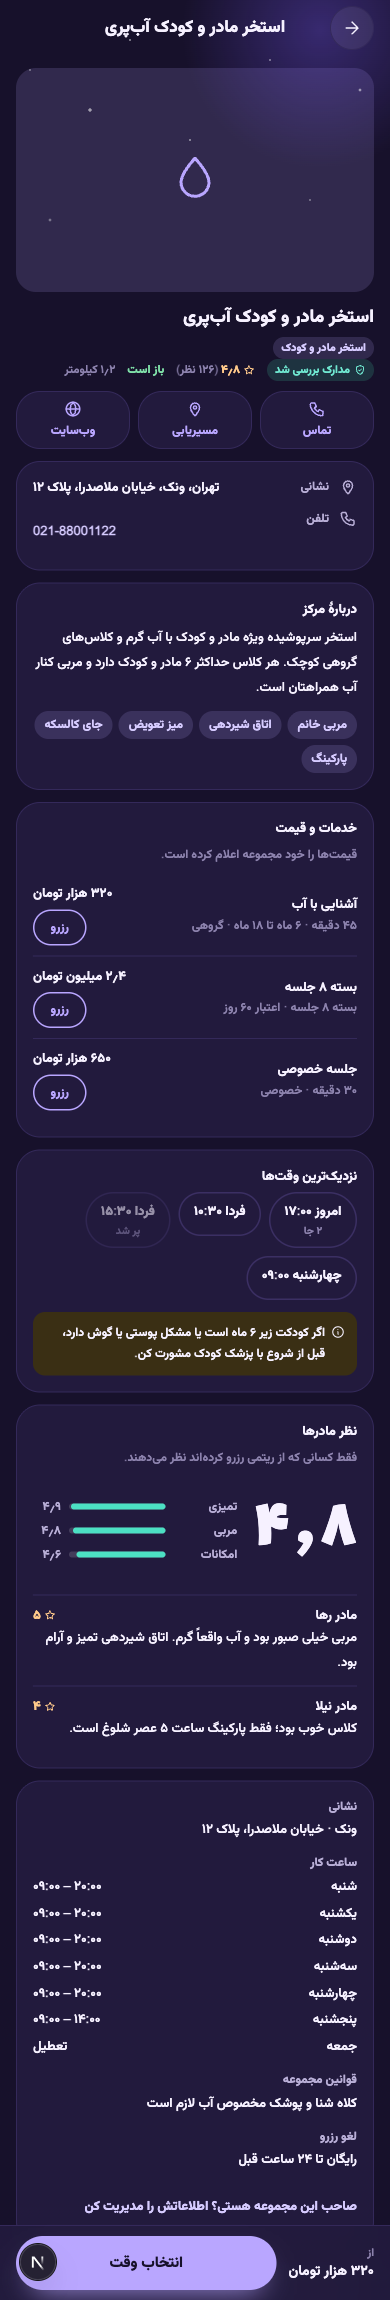 استخر مادر و کودک آب‌پری
استخر مادر و کودک آب‌پری
استخر مادر و کودک
مدارک بررسی شد ۴٫۸ (۱۲۶ نظر) باز است ۱٫۲ کیلومتر
تماس
مسیریابی
وب‌سایت
نشانی تهران، ونک، خیابان ملاصدرا، پلاک ۱۲
تلفن
021-88001122
دربارهٔ مرکز
استخر سرپوشیده ویژه مادر و کودک با آب گرم و کلاس‌های
گروهی کوچک. هر کلاس حداکثر ۶ مادر و کودک دارد و مربی کنار
آب همراهتان است.
مربی خانم اتاق شیردهی میز تعویض جای کالسکه
پارکینگ
خدمات و قیمت
قیمت‌ها را خود مجموعه اعلام کرده است.
آشنایی با آب
۴۵ دقیقه · ۶ ماه تا ۱۸ ماه · گروهی
۳۲۰ هزار تومان
رزرو
بسته ۸ جلسه
بسته ۸ جلسه · اعتبار ۶۰ روز
۲٫۴ میلیون تومان
رزرو
جلسه خصوصی
۳۰ دقیقه · خصوصی
۶۵۰ هزار تومان
رزرو
نزدیک‌ترین وقت‌ها
امروز ۱۷:۰۰
۲ جا
فردا ۱۰:۳۰
فردا ۱۵:۳۰
پر شد
چهارشنبه ۰۹:۰۰
اگر کودکت زیر ۶ ماه است یا مشکل پوستی یا گوش دارد،
قبل از شروع با پزشک کودک مشورت کن.
نظر مادرها
فقط کسانی که از ریتمی رزرو کرده‌اند نظر می‌دهند.
۴٫۸
تمیزی ۴٫۹
مربی ۴٫۸
امکانات ۴٫۶
مادر رها ۵
مربی خیلی صبور بود و آب واقعاً گرم. اتاق شیردهی تمیز و آرام
بود.
مادر نیلا ۴
کلاس خوب بود؛ فقط پارکینگ ساعت ۵ عصر شلوغ است.
نشانی
ونک · خیابان ملاصدرا، پلاک ۱۲
ساعت کار
شنبه ۰۹:۰۰ – ۲۰:۰۰
یکشنبه ۰۹:۰۰ – ۲۰:۰۰
دوشنبه ۰۹:۰۰ – ۲۰:۰۰
سه‌شنبه ۰۹:۰۰ – ۲۰:۰۰
چهارشنبه ۰۹:۰۰ – ۲۰:۰۰
پنجشنبه ۰۹:۰۰ – ۱۴:۰۰
جمعه تعطیل
قوانین مجموعه
کلاه شنا و پوشک مخصوص آب لازم است
لغو رزرو
رایگان تا ۲۴ ساعت قبل
صاحب این مجموعه هستی؟ اطلاعاتش را مدیریت کن
از
۳۲۰ هزار تومان
انتخاب وقت
N